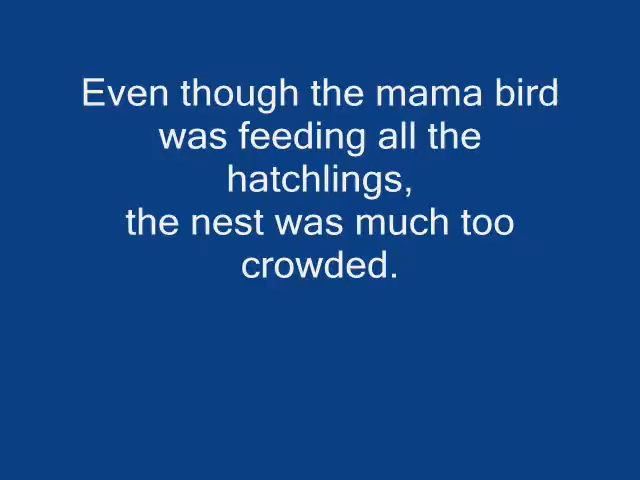 Even though the mama bird
was feeding all the
hatchlings,
the nest was much too
crowded.